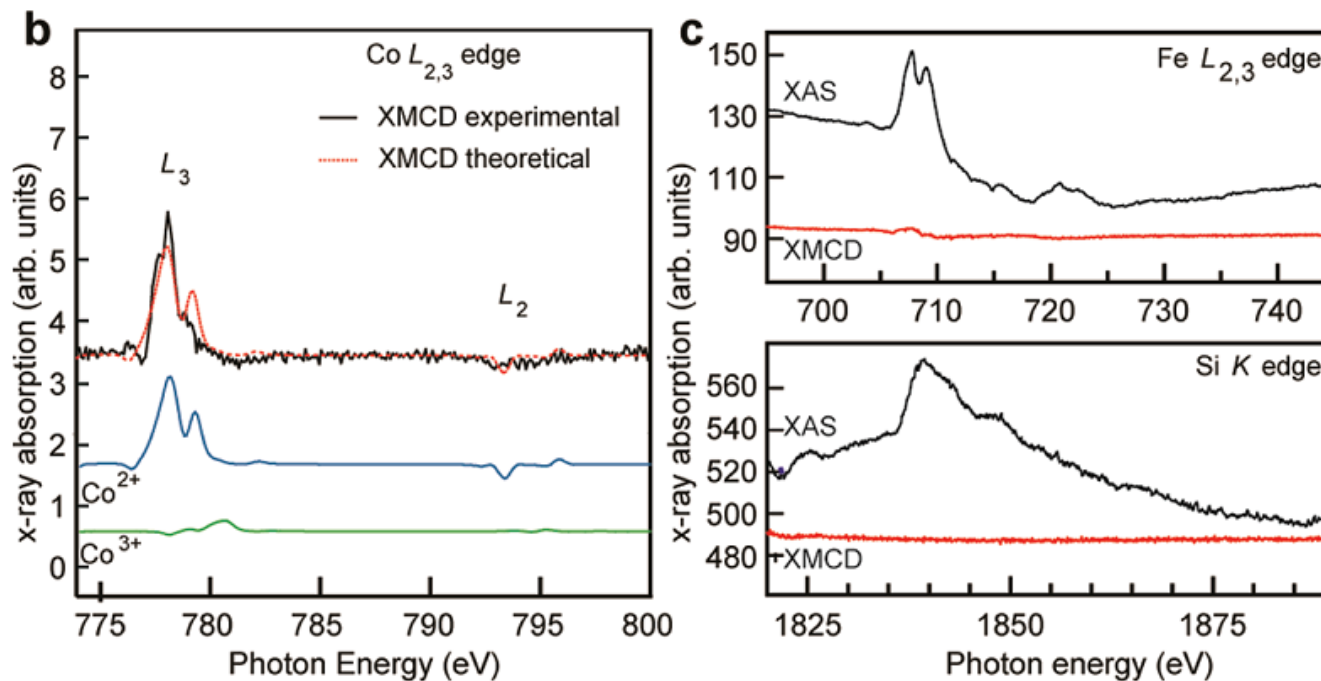 b
Co L2,3 edge
XMCD experimental
XMCD theoretical
L3
L2
Co2+
Co3+
x-ray absorption (arb. units)
8
7
6
5
4
3
2
1
0
775 780 785 790 795 800
Photon Energy (eV)
c
Fe L2,3 edge
XAS
XMCD
150
130
110
90
700 710 720 730 740
x-ray absorption (arb. units)
Si K edge
XAS
XMCD
560
540
520
500
480
1825 1850 1875
Photon energy (eV)